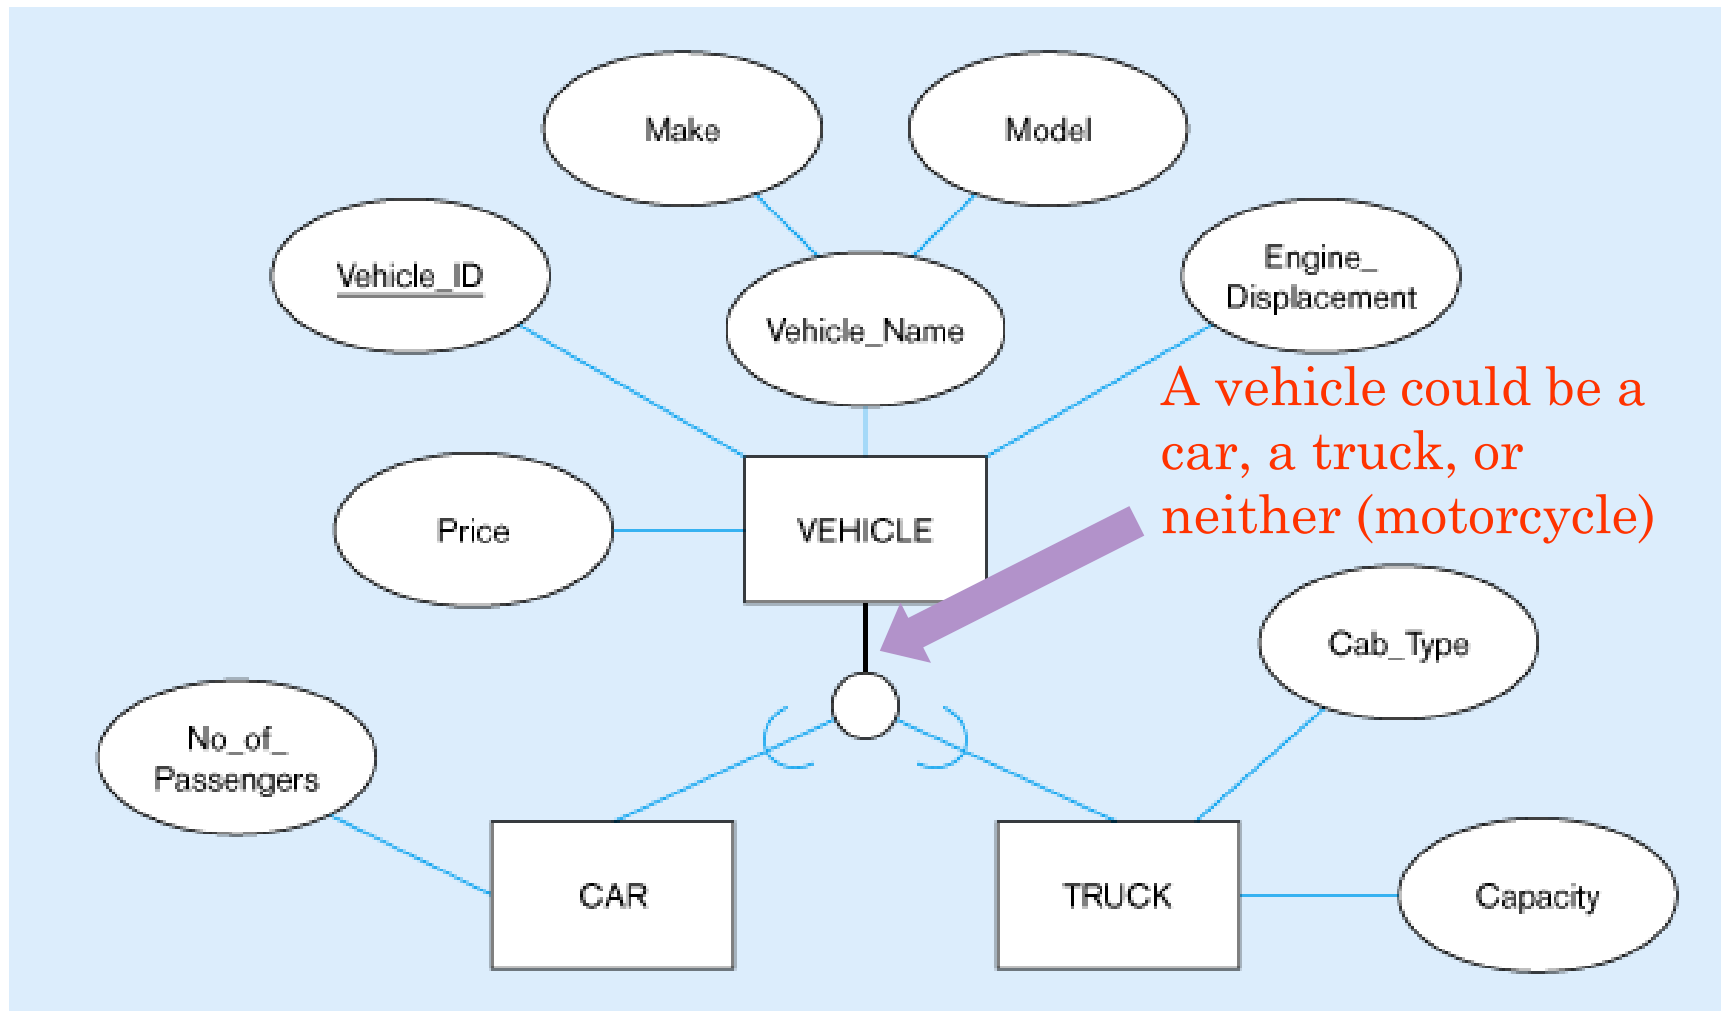 Make
Model
Vehicle_ID
Engine_
Displacement
Vehicle_Name
A vehicle could be a
car, a truck, or
neither (motorcycle)
Price
VEHICLE
Cab_Type
No_of_
Passengers
CAR
TRUCK
Capacity